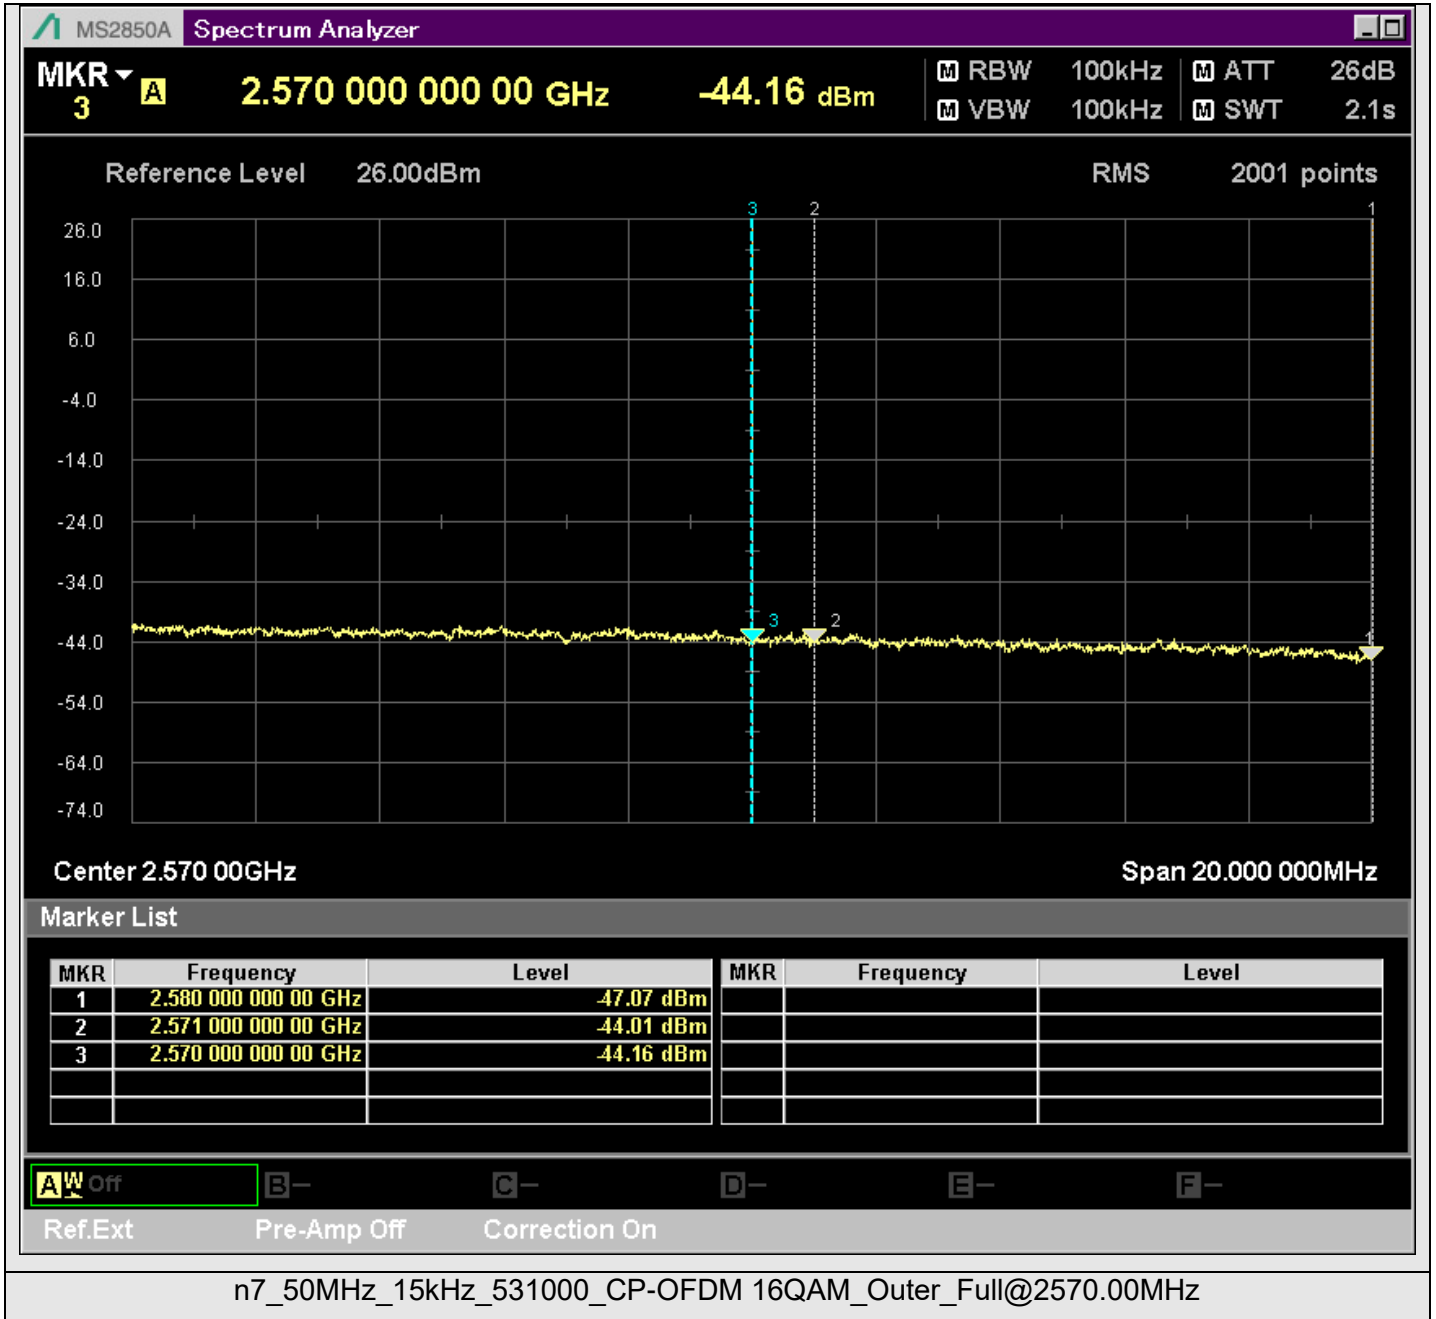 MS2850A Spectrum Analyzer
MKR A 2.570 000 000 00 GHz -44.16 dBm M RBW 100kHz M ATT 26dB
3 M VBW 100kHz M SWT 2.1s
Reference Level 26.00dBm RMS 2001 points
3 2 1
26.0
16.0
6.0
-4.0
-14.0
-24.0
-34.0
3 2
-44.0 1
-54.0
-64.0
-74.0
Center 2.570 00GHz Span 20.000 000MHz
Marker List
MKR Frequency Level MKR Frequency Level
1 2.580 000 000 00 GHz -47.07 dBm
2 2.571 000 000 00 GHz -44.01 dBm
3 2.570 000 000 00 GHz -44.16 dBm
A W Off B – C – D – E – F –
Ref.Ext Pre-Amp Off Correction On
n7_50MHz_15kHz_531000_CP-OFDM 16QAM_Outer_Full@2570.00MHz